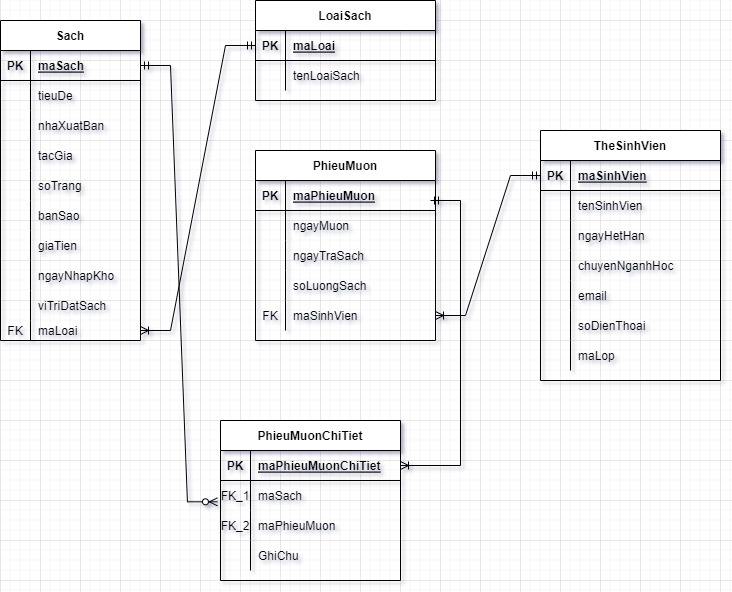 Sach
PK maSach
tieuDe
nhaXuatBan
tacGia
soTrang
banSao
giaTien
ngayNhapKho
viTriDatSach
FK maLoai
LoaiSach
PK maLoai
tenLoaiSach
PhieuMuon
PK maPhieuMuon
ngayMuon
ngayTraSach
soLuongSach
FK maSinhVien
TheSinhVien
PK maSinhVien
tenSinhVien
ngayHetHan
chuyenNganhHoc
email
soDienThoai
maLop
PhieuMuonChiTiet
PK maPhieuMuonChiTiet
FK_1 maSach
FK_2 maPhieuMuon
GhiChu